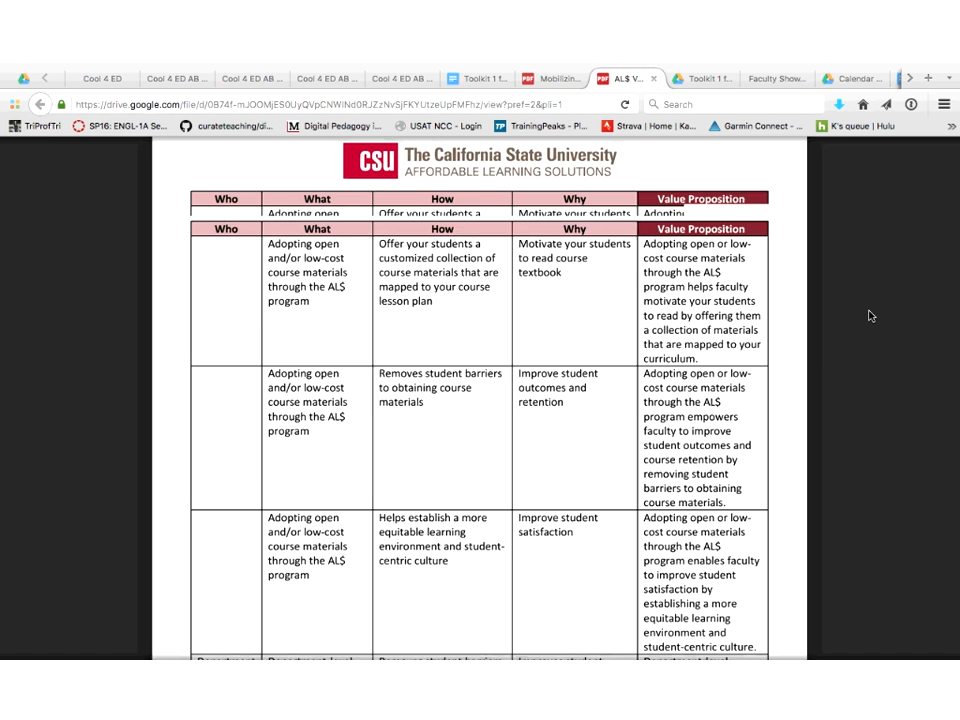 Cool 4 ED Cool 4 ED AB ... Cool 4 ED AB ... Cool 4 ED AB ... Cool 4 ED AB ... Toolkit 1 f... Mobilizin... AL$ V... × Toolkit 1 f... Faculty Show... Calendar ...
Search
TriProfTri SP16: ENGL-1A Se... curateteaching/di... Digital Pedagogy i... USAT NCC - Login TrainingPeaks - Pl... Strava | Home | Ka... Garmin Connect - ... K's queue | Hulu
CSU The California State University
AFFORDABLE LEARNING SOLUTIONS
Who What How Why Value Proposition
Adopting open Offer your students a Motivate your students
Who What How Why Value Proposition
Adopting open Offer your students a Motivate your students Adopting open or low-
and/or low-cost customized collection of to read course cost course materials
course materials course materials that are textbook through the AL$
through the AL$ mapped to your course program helps faculty
program lesson plan motivate your students
to read by offering them
a collection of materials
that are mapped to your
curriculum.
Adopting open Removes student barriers Improve student Adopting open or low-
and/or low-cost to obtaining course outcomes and cost course materials
course materials materials retention through the AL$
through the AL$ program empowers
program faculty to improve
student outcomes and
course retention by
removing student
barriers to obtaining
course materials.
Adopting open Helps establish a more Improve student Adopting open or low-
and/or low-cost equitable learning satisfaction cost course materials
course materials environment and student- through the AL$
through the AL$ centric culture program enables faculty
program to improve student
satisfaction by
establishing a more
equitable learning
environment and
student-centric culture.